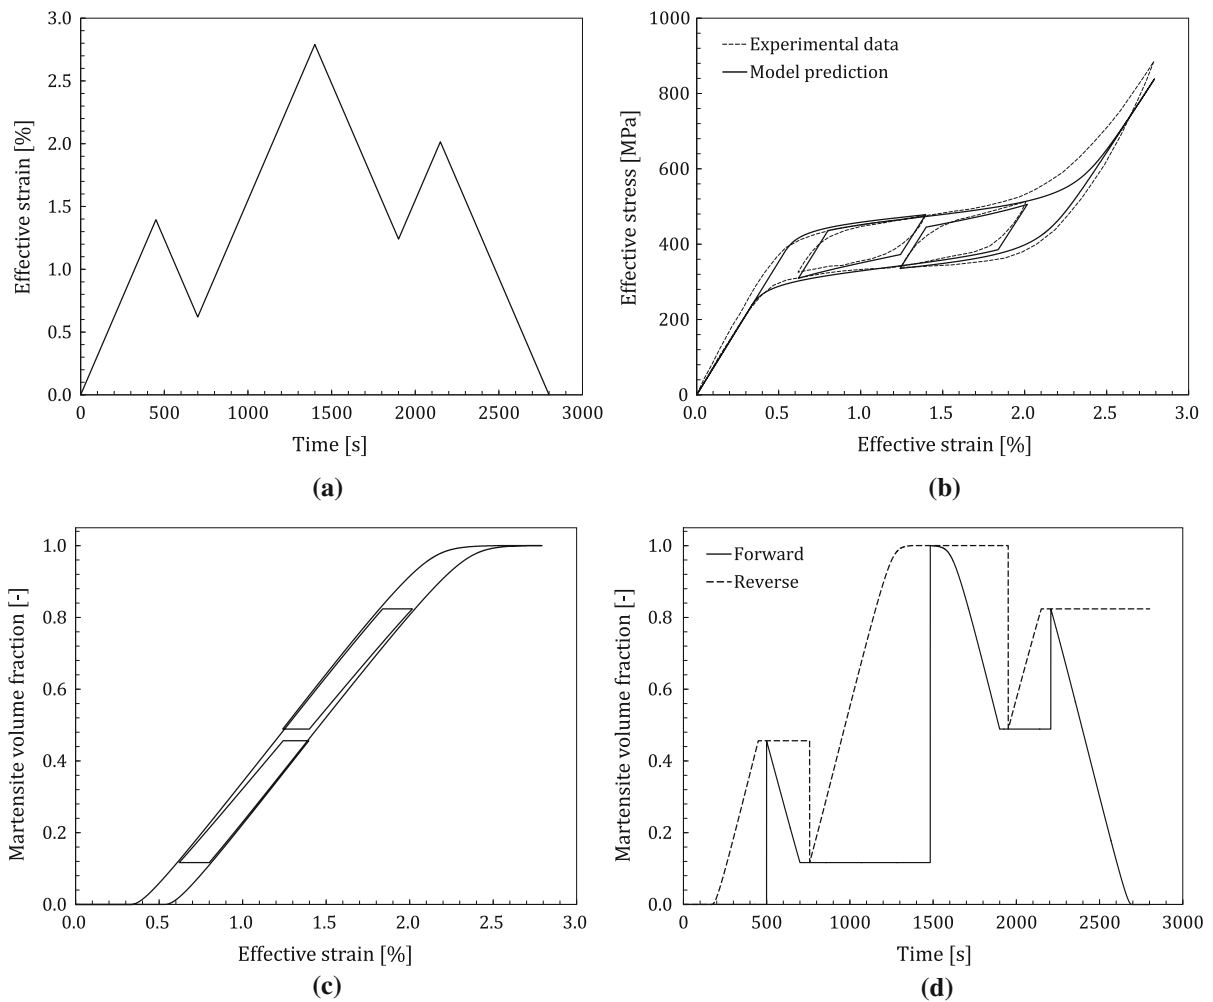 3.0
2.5
2.0
1.5
1.0
0.5
0.0
Effective strain [%]
0 500 1000 1500 2000 2500 3000
Time [s]
(a)
1000
800
600
400
200
0
Effective stress [MPa]
Experimental data
Model prediction
0.0 0.5 1.0 1.5 2.0 2.5 3.0
Effective strain [%]
(b)
1.0
0.8
0.6
0.4
0.2
0.0
Martensite volume fraction [-]
0.0 0.5 1.0 1.5 2.0 2.5 3.0
Effective strain [%]
(c)
1.0
0.8
0.6
0.4
0.2
0.0
Martensite volume fraction [-]
Forward
Reverse
0 500 1000 1500 2000 2500 3000
Time [s]
(d)